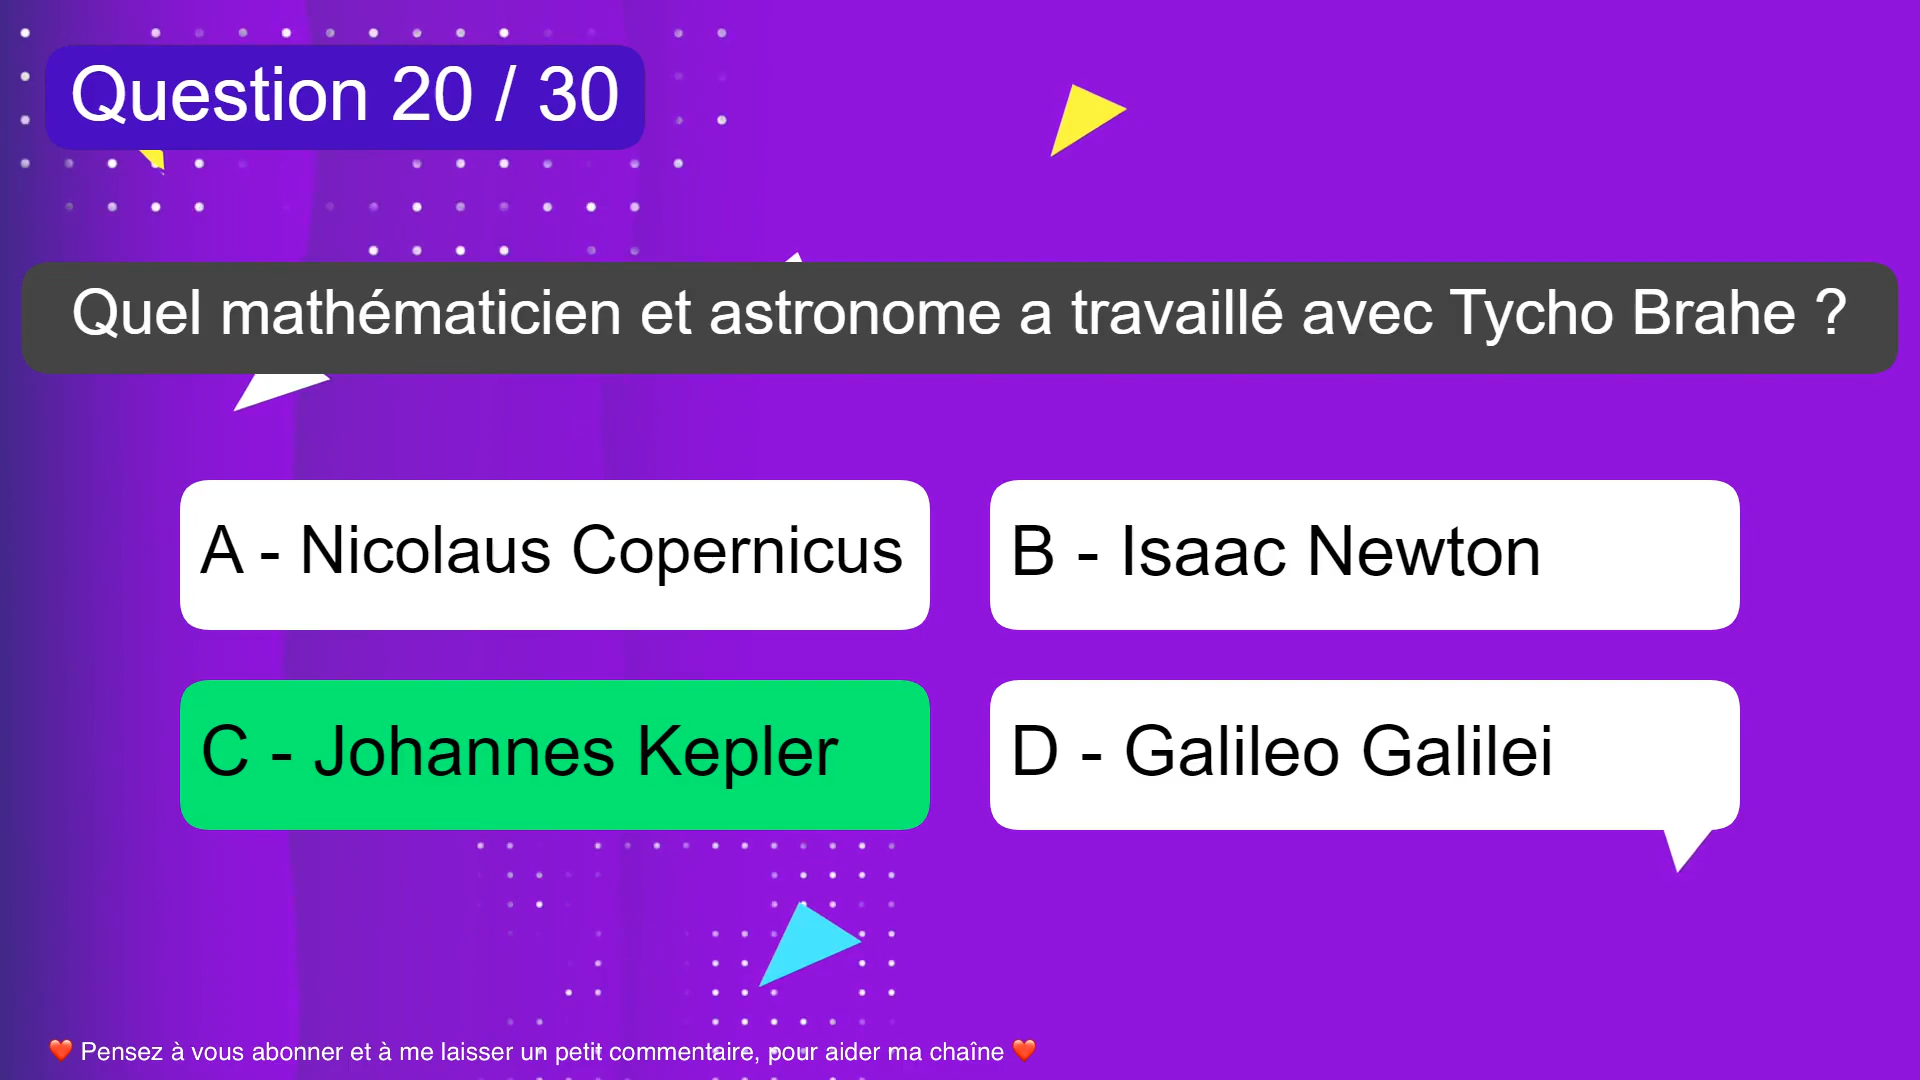 Question 20 / 30
Quel mathématicien et astronome a travaillé avec Tycho Brahe ?
A - Nicolaus Copernicus
B - Isaac Newton
C - Johannes Kepler
D - Galileo Galilei
❤️ Pensez à vous abonner et à me laisser un petit commentaire, pour aider ma chaîne ❤️